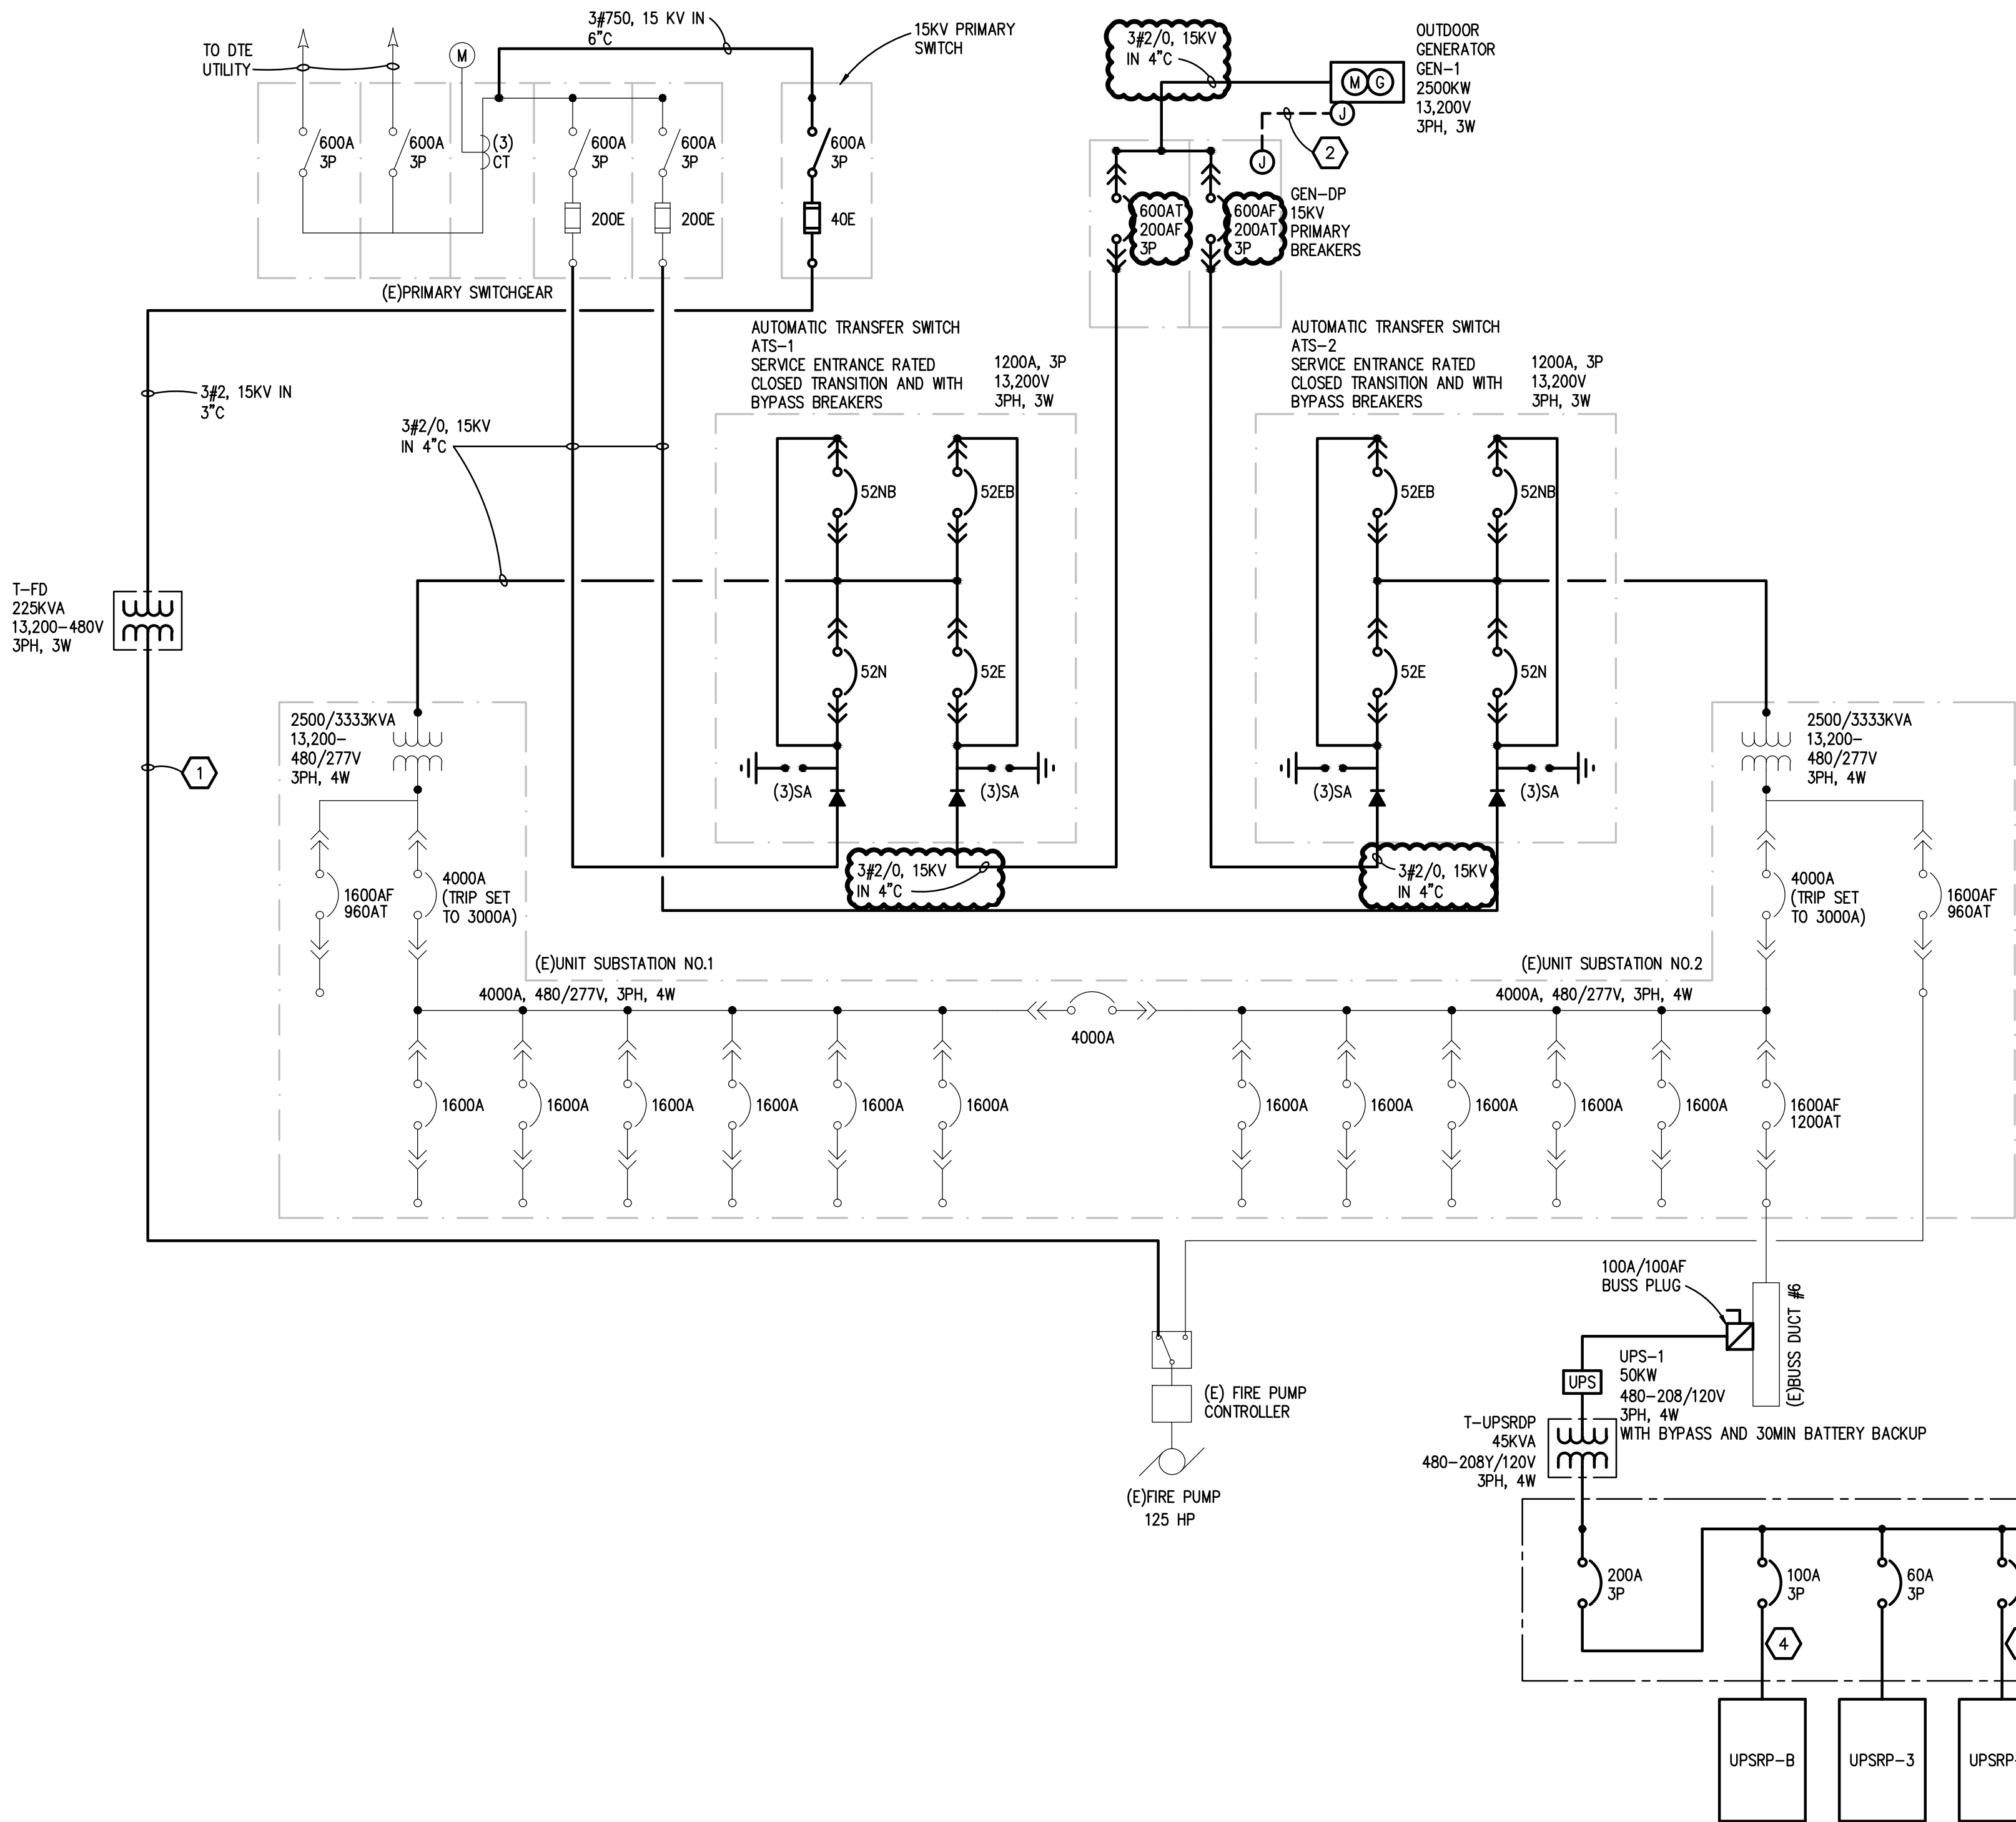 3#750, 15 KV IN
6"C
15KV PRIMARY
SWITCH
TO DTE
UTILITY
M
600A
3P
600A
3P
(3)
CT
600A
3P
600A
3P
600A
3P
200E
200E
40E
(E)PRIMARY SWITCHGEAR
3#2/0, 15KV
IN 4"C
M
G
J
J
2
OUTDOOR
GENERATOR
GEN-1
2500KW
13,200V
3PH, 3W
600AT
200AF
3P
600AF
200AT
3P
GEN-DP
15KV
PRIMARY
BREAKERS
AUTOMATIC TRANSFER SWITCH
ATS-1
SERVICE ENTRANCE RATED
CLOSED TRANSITION AND WITH
BYPASS BREAKERS
1200A, 3P
13,200V
3PH, 3W
AUTOMATIC TRANSFER SWITCH
ATS-2
SERVICE ENTRANCE RATED
CLOSED TRANSITION AND WITH
BYPASS BREAKERS
1200A, 3P
13,200V
3PH, 3W
3#2, 15KV IN
3"C
3#2/0, 15KV
IN 4"C
52NB
52EB
52EB
52NB
T-FD
225KVA
13,200-480V
3PH, 3W
52N
52E
52E
52N
1
2500/3333KVA
13,200-
480/277V
3PH, 4W
(3)SA
(3)SA
(3)SA
(3)SA
2500/3333KVA
13,200-
480/277V
3PH, 4W
3#2/0, 15KV
IN 4"C
3#2/0, 15KV
IN 4"C
1600AF
960AT
4000A
(TRIP SET
TO 3000A)
4000A
(TRIP SET
TO 3000A)
1600AF
960AT
(E)UNIT SUBSTATION NO.1
(E)UNIT SUBSTATION NO.2
4000A, 480/277V, 3PH, 4W
4000A, 480/277V, 3PH, 4W
4000A
1600A
1600A
1600A
1600A
1600A
1600A
1600A
1600A
1600A
1600A
1600A
1600AF
1200AT
100A/100AF
BUSS PLUG
(E)BUSS DUCT #6
(E) FIRE PUMP
CONTROLLER
(E)FIRE PUMP
125 HP
UPS
UPS-1
50KW
480-208/120V
3PH, 4W
WITH BYPASS AND 30MIN BATTERY BACKUP
T-UPSRDP
45KVA
480-208Y/120V
3PH, 4W
200A
3P
100A
3P
60A
3P
4
UPSRP-B
UPSRP-3